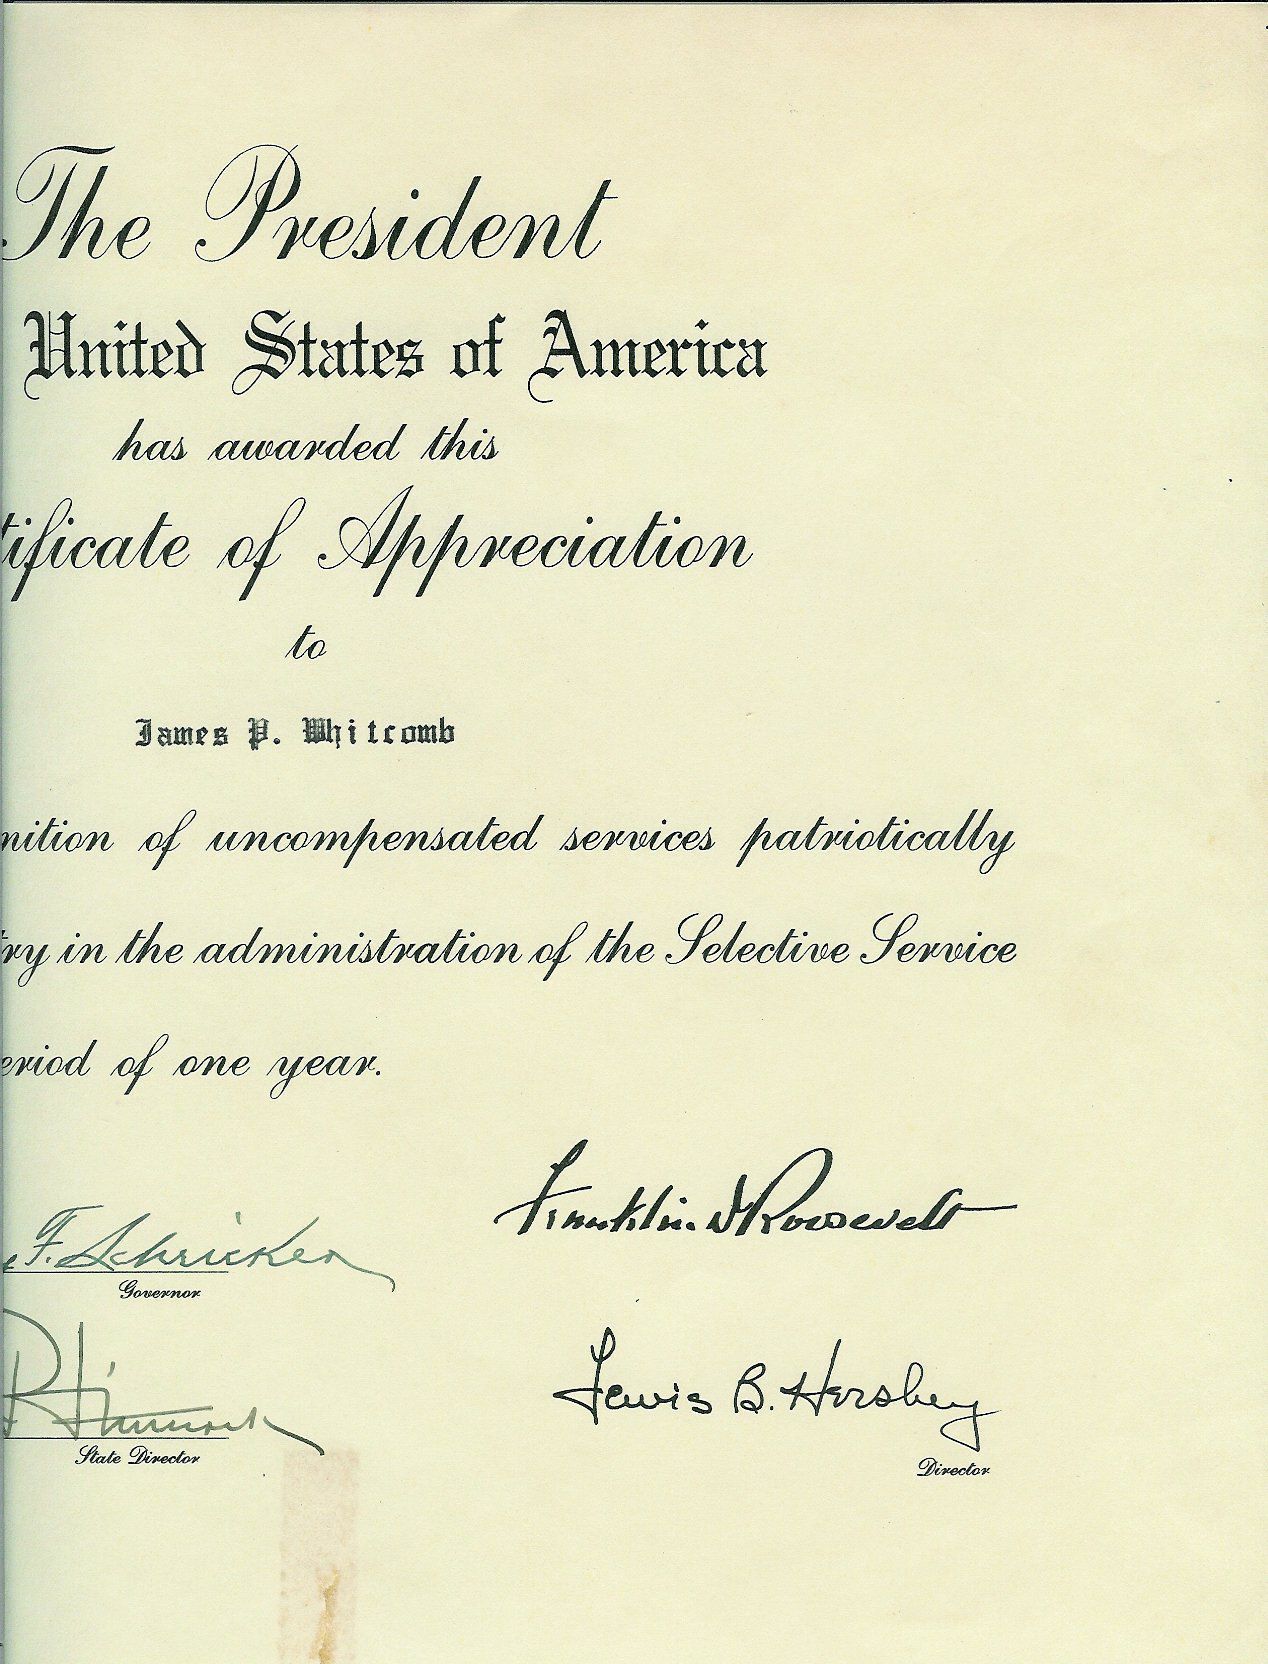 The President
United States of America
has awarded this
tificate of Appreciation
to
James P. Whitcomb
nition of uncompensated services patriotically
ry in the administration of the Selective Service
eriod of one year.
Franklin D Roosevelt
F. Schricker
Governor
Lewis B. Hershey
State Director
Director